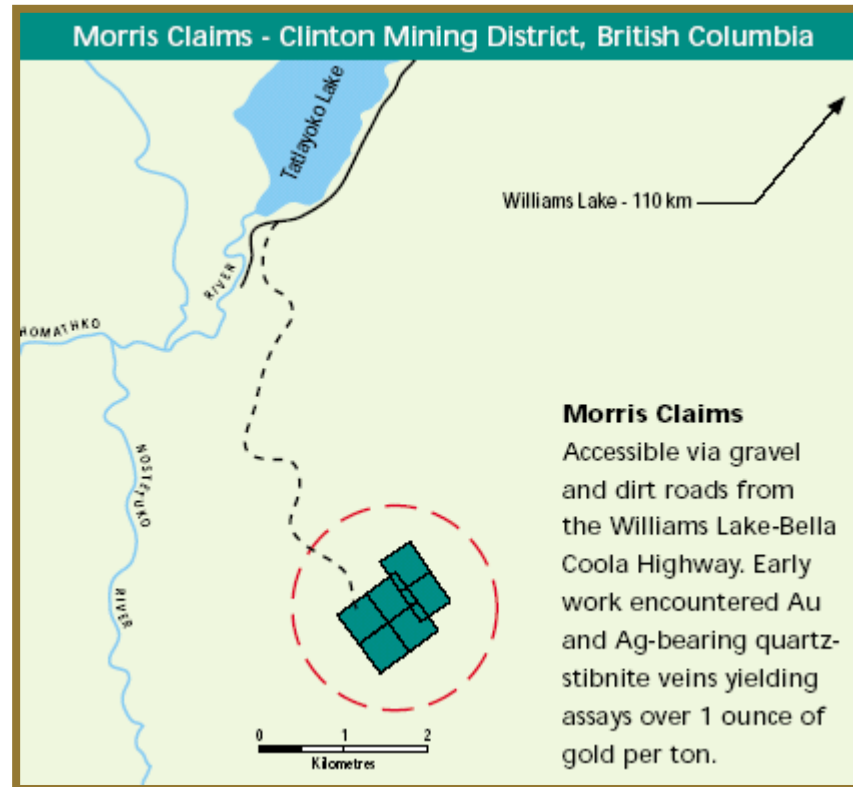 Morris Claims - Clinton Mining District, British Columbia
Tatlayoko Lake
Williams Lake - 110 km
RIVER
HOMATHKO
NOSTETUKO
RIVER
Morris Claims
Accessible via gravel
and dirt roads from
the Williams Lake-Bella
Coola Highway. Early
work encountered Au
and Ag-bearing quartz-
stibnite veins yielding
assays over 1 ounce of
gold per ton.
0 1 2
Kilometres